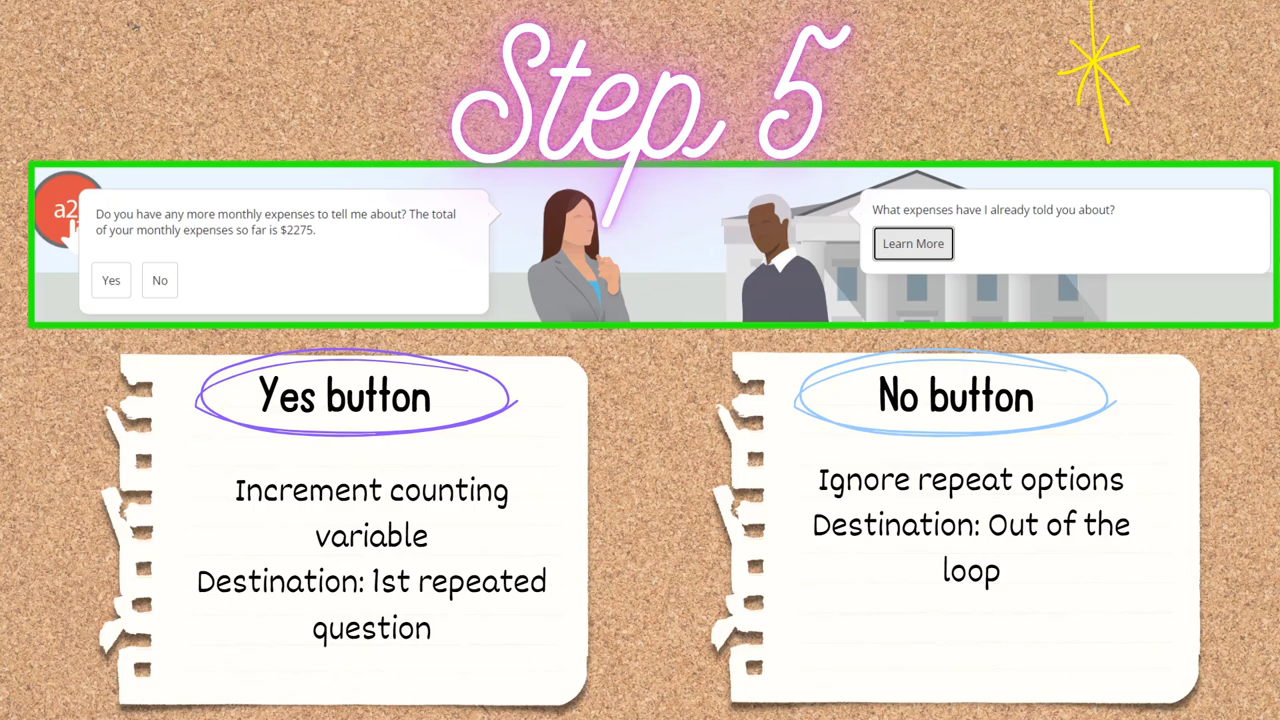 Step 5
a2
Do you have any more monthly expenses to tell me about? The total
of your monthly expenses so far is $2275.
Yes No
What expenses have I already told you about?
Learn More
Yes button
Increment counting
variable
Destination: 1st repeated
question
No button
Ignore repeat options
Destination: Out of the
loop